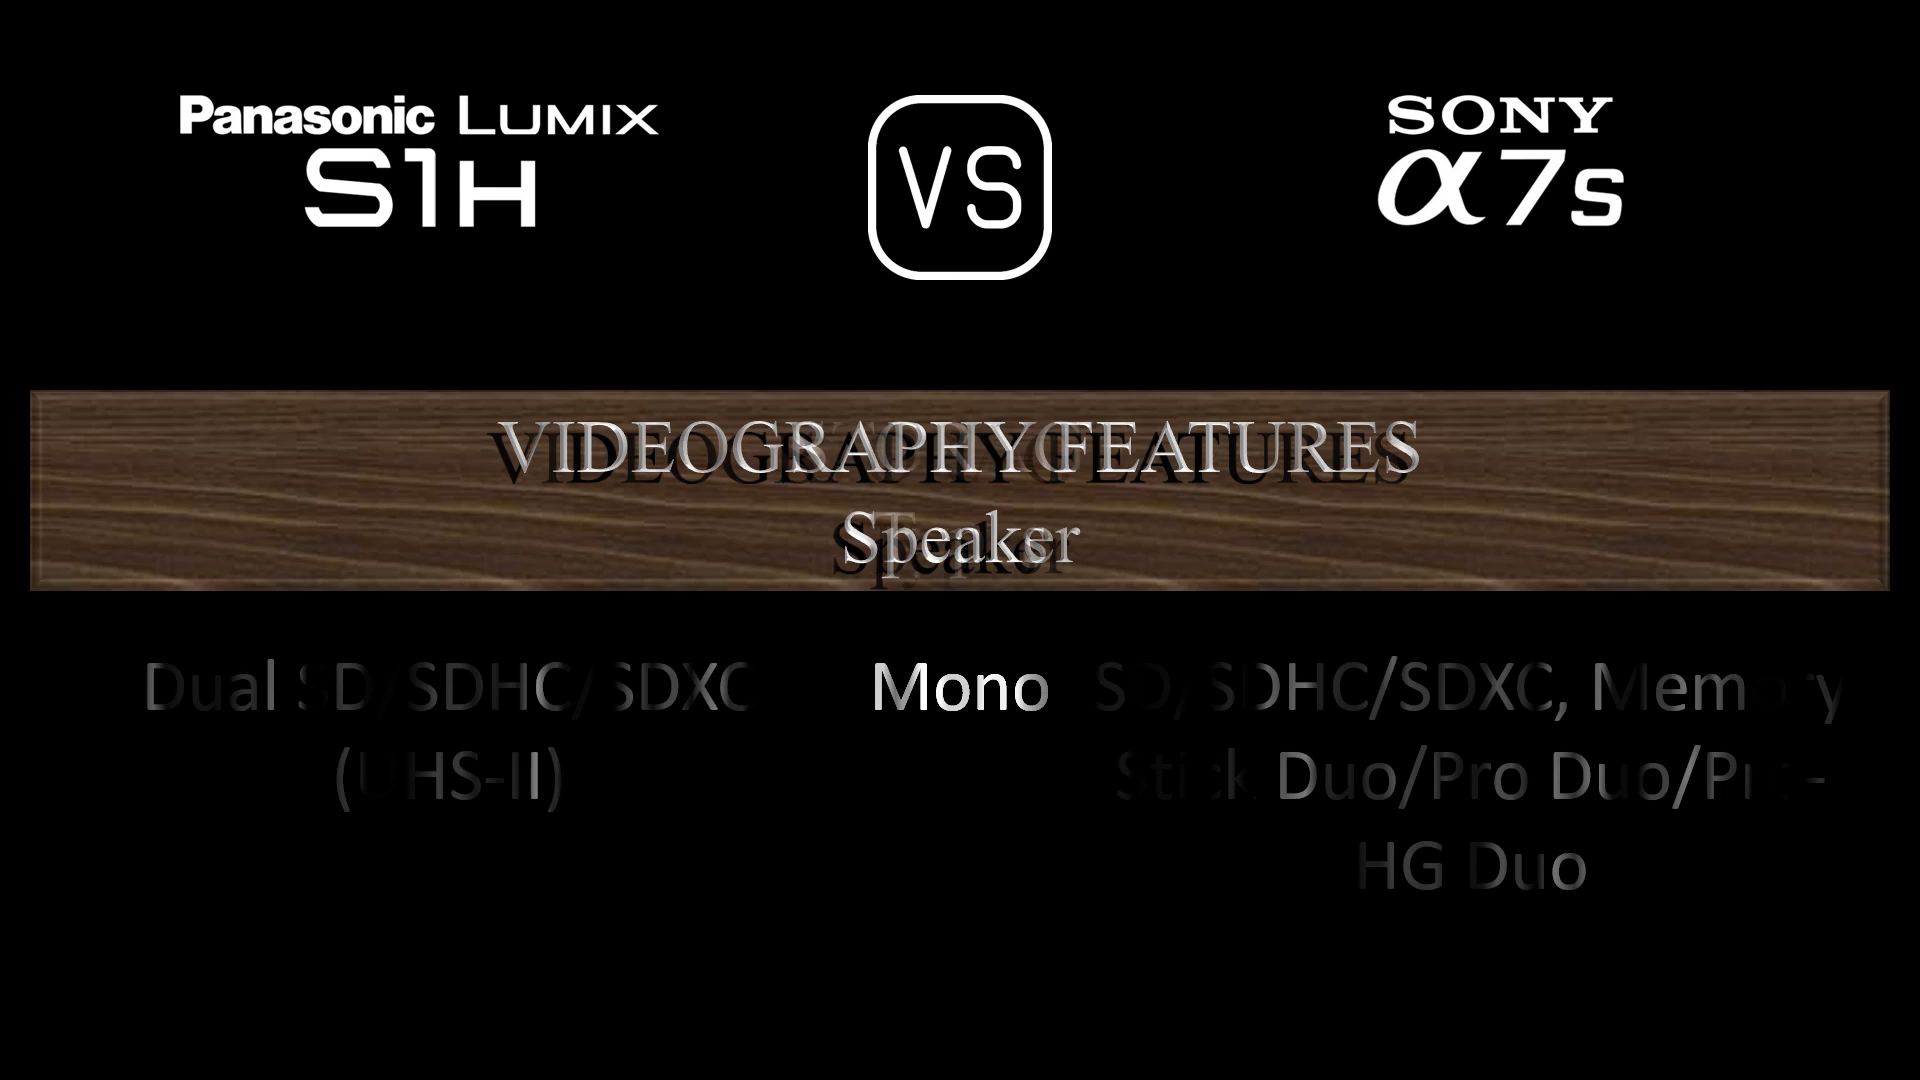 Panasonic LUMIX
S1H
VS
SONY
α7s
VIDEOGRAPHY FEATURES
Speaker
Dual SD/SDHC/SDXC
(UHS-II)
Mono
SD/SDHC/SDXC, Memory
Stick Duo/Pro Duo/Pro-
HG Duo